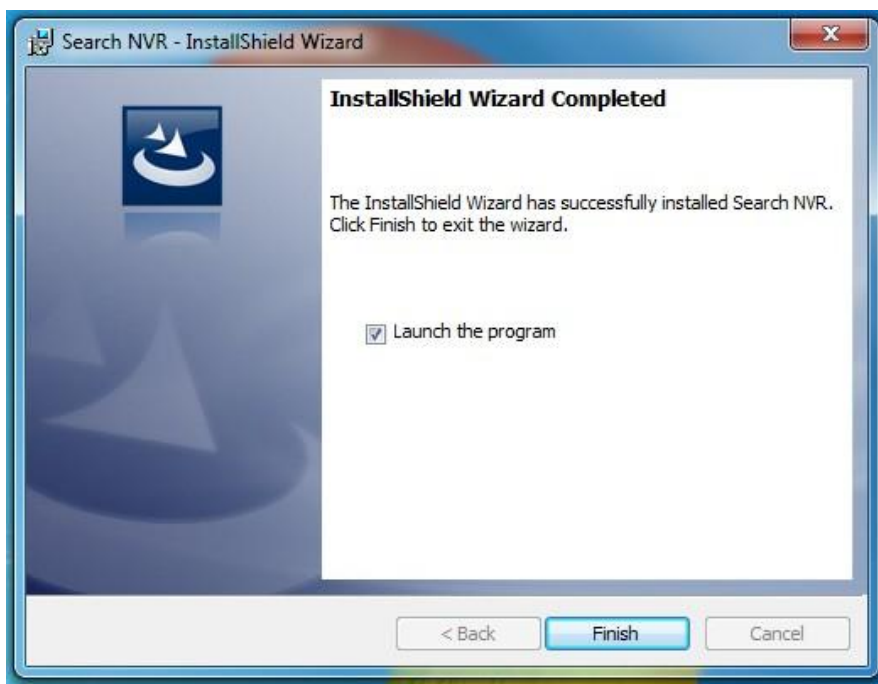 Search NVR - InstallShield Wizard
InstallShield Wizard Completed
The InstallShield Wizard has successfully installed Search NVR.
Click Finish to exit the wizard.
Launch the program
< Back
Finish
Cancel